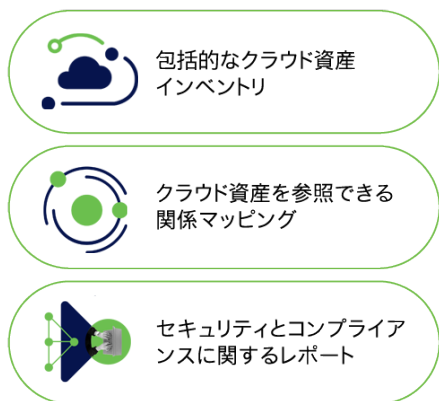 包括的なクラウド資産
インベントリ
クラウド資産を参照できる
関係マッピング
セキュリティとコンプライア
ンスに関するレポート